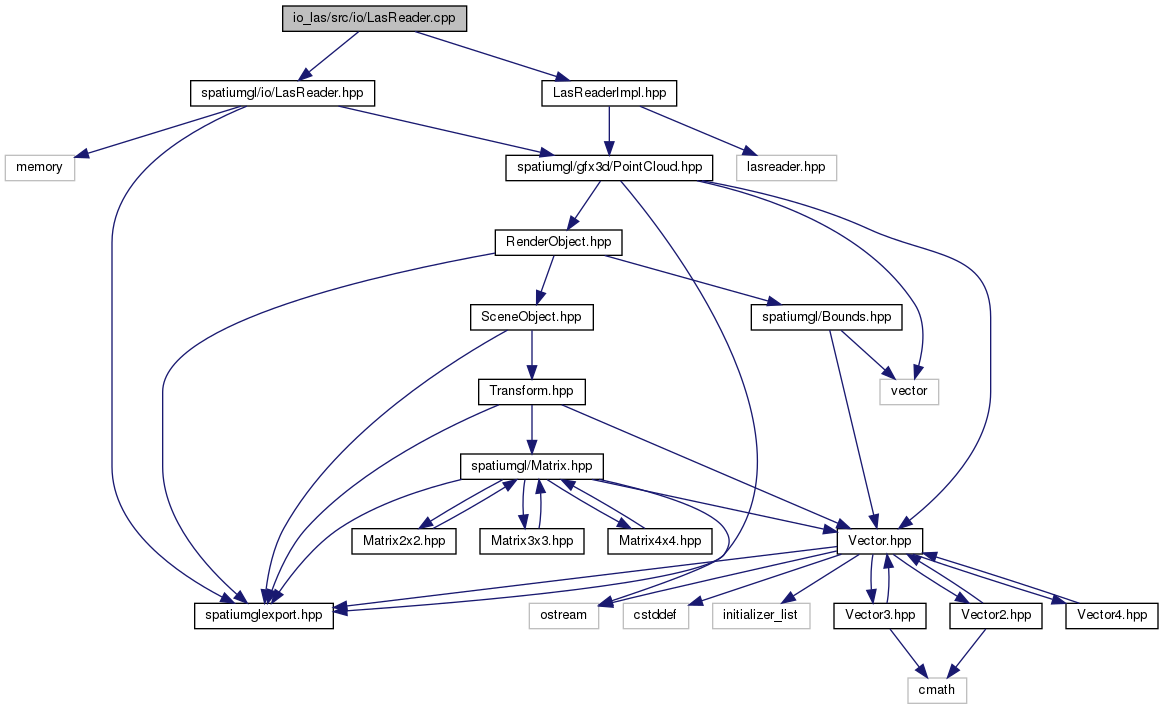 io_las/src/io/LasReader.cpp
spatiumgl/io/LasReader.hpp
LasReaderImpl.hpp
memory
spatiumgl/gfx3d/PointCloud.hpp
lasreader.hpp
RenderObject.hpp
SceneObject.hpp
spatiumgl/Bounds.hpp
Transform.hpp
vector
spatiumgl/Matrix.hpp
Matrix2x2.hpp
Matrix3x3.hpp
Matrix4x4.hpp
Vector.hpp
spatiumglexport.hpp
ostream
cstddef
initializer_list
Vector3.hpp
Vector2.hpp
Vector4.hpp
cmath